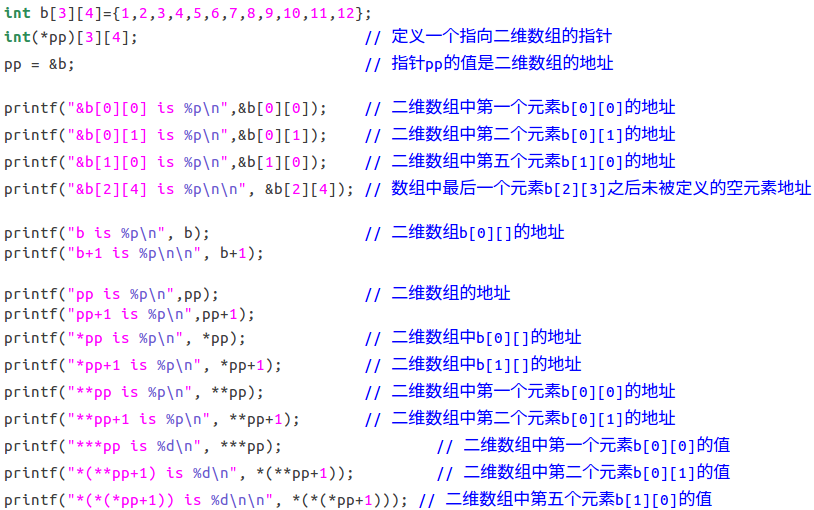 int b[3][4]={1,2,3,4,5,6,7,8,9,10,11,12};
int(*pp)[3][4]; // 定义一个指向二维数组的指针
pp = &b; // 指针pp的值是二维数组的地址
printf("&b[0][0] is %p\n",&b[0][0]); // 二维数组中第一个元素b[0][0]的地址
printf("&b[0][1] is %p\n",&b[0][1]); // 二维数组中第二个元素b[0][1]的地址
printf("&b[1][0] is %p\n",&b[1][0]); // 二维数组中第五个元素b[1][0]的地址
printf("&b[2][4] is %p\n\n", &b[2][4]); // 数组中最后一个元素b[2][3]之后未被定义的空元素地址
printf("b is %p\n", b); // 二维数组b[0][]的地址
printf("b+1 is %p\n\n", b+1);
printf("pp is %p\n",pp); // 二维数组的地址
printf("pp+1 is %p\n",pp+1);
printf("*pp is %p\n", *pp); // 二维数组中b[0][]的地址
printf("*pp+1 is %p\n", *pp+1); // 二维数组中b[1][]的地址
printf("**pp is %p\n", **pp); // 二维数组中第一个元素b[0][0]的地址
printf("**pp+1 is %p\n", **pp+1); // 二维数组中第二个元素b[0][1]的地址
printf("***pp is %d\n", ***pp); // 二维数组中第一个元素b[0][0]的值
printf("*(**pp+1) is %d\n", *(**pp+1)); // 二维数组中第二个元素b[0][1]的值
printf("*(*(*pp+1)) is %d\n\n", *(*(*pp+1))); // 二维数组中第五个元素b[1][0]的值